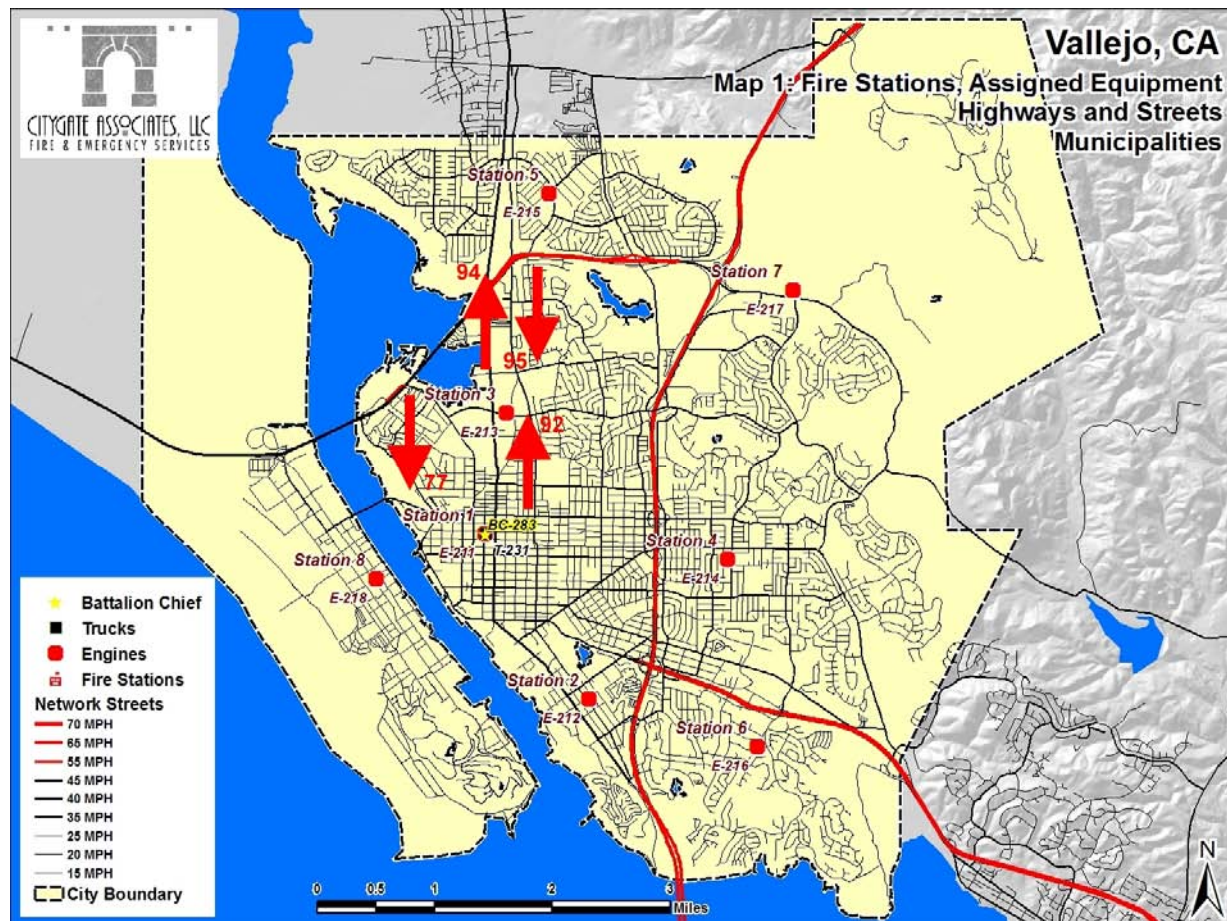 CITYGATE ASSOCIATES, LLC
FIRE & EMERGENCY SERVICES
Vallejo, CA
Map 1: Fire Stations, Assigned Equipment
Highways and Streets
Municipalities
Station 5
E-215
94
Station 7
E-217
95
Station 3
E-213
92
77
Station 1
BC-283
E-211
T-231
Station 4
E-214
Station 8
E-218
Station 2
E-212
Station 6
E-216
Battalion Chief
Trucks
Engines
Fire Stations
Network Streets
70 MPH
65 MPH
55 MPH
45 MPH
40 MPH
35 MPH
25 MPH
20 MPH
15 MPH
City Boundary
0 0.5 1 2 3
Miles
N